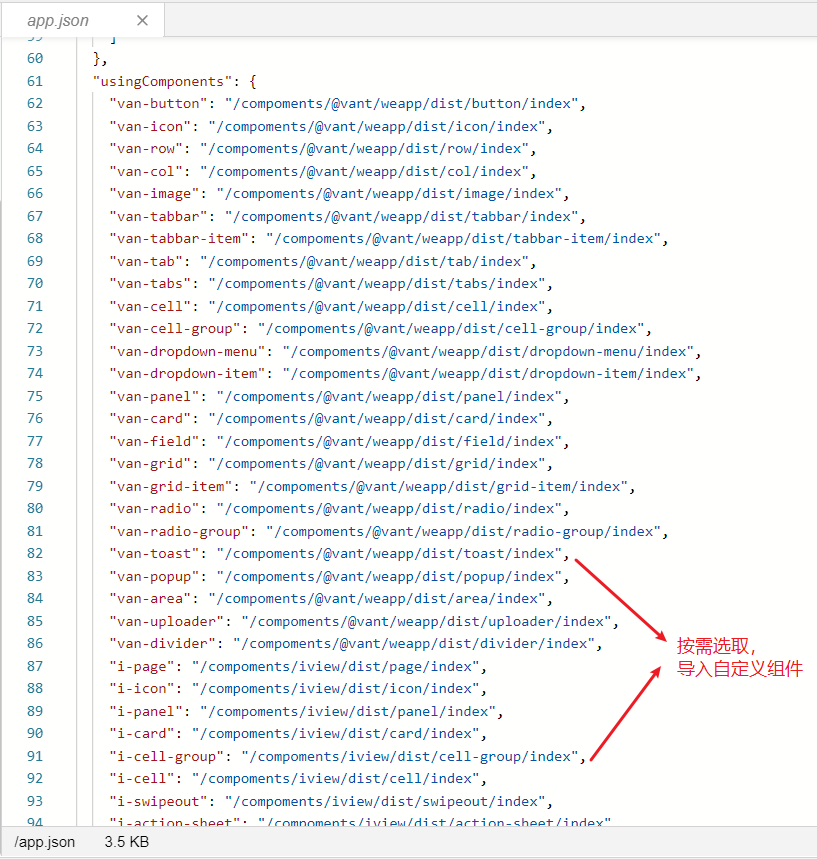 app.json ×
59 ]
60 },
61 "usingComponents": {
62 "van-button": "/compoments/@vant/weapp/dist/button/index",
63 "van-icon": "/compoments/@vant/weapp/dist/icon/index",
64 "van-row": "/compoments/@vant/weapp/dist/row/index",
65 "van-col": "/compoments/@vant/weapp/dist/col/index",
66 "van-image": "/compoments/@vant/weapp/dist/image/index",
67 "van-tabbar": "/compoments/@vant/weapp/dist/tabbar/index",
68 "van-tabbar-item": "/compoments/@vant/weapp/dist/tabbar-item/index",
69 "van-tab": "/compoments/@vant/weapp/dist/tab/index",
70 "van-tabs": "/compoments/@vant/weapp/dist/tabs/index",
71 "van-cell": "/compoments/@vant/weapp/dist/cell/index",
72 "van-cell-group": "/compoments/@vant/weapp/dist/cell-group/index",
73 "van-dropdown-menu": "/compoments/@vant/weapp/dist/dropdown-menu/index",
74 "van-dropdown-item": "/compoments/@vant/weapp/dist/dropdown-item/index",
75 "van-panel": "/compoments/@vant/weapp/dist/panel/index",
76 "van-card": "/compoments/@vant/weapp/dist/card/index",
77 "van-field": "/compoments/@vant/weapp/dist/field/index",
78 "van-grid": "/compoments/@vant/weapp/dist/grid/index",
79 "van-grid-item": "/compoments/@vant/weapp/dist/grid-item/index",
80 "van-radio": "/compoments/@vant/weapp/dist/radio/index",
81 "van-radio-group": "/compoments/@vant/weapp/dist/radio-group/index",
82 "van-toast": "/compoments/@vant/weapp/dist/toast/index",
83 "van-popup": "/compoments/@vant/weapp/dist/popup/index",
84 "van-area": "/compoments/@vant/weapp/dist/area/index",
85 "van-uploader": "/compoments/@vant/weapp/dist/uploader/index",
86 "van-divider": "/compoments/@vant/weapp/dist/divider/index",
按需选取，
导入自定义组件
87 "i-page": "/compoments/iview/dist/page/index",
88 "i-icon": "/compoments/iview/dist/icon/index",
89 "i-panel": "/compoments/iview/dist/panel/index",
90 "i-card": "/compoments/iview/dist/card/index",
91 "i-cell-group": "/compoments/iview/dist/cell-group/index",
92 "i-cell": "/compoments/iview/dist/cell/index",
93 "i-swipeout": "/compoments/iview/dist/swipeout/index",
94 "i-action-sheet": "/compoments/iview/dist/action-sheet/index"
/app.json 3.5 KB